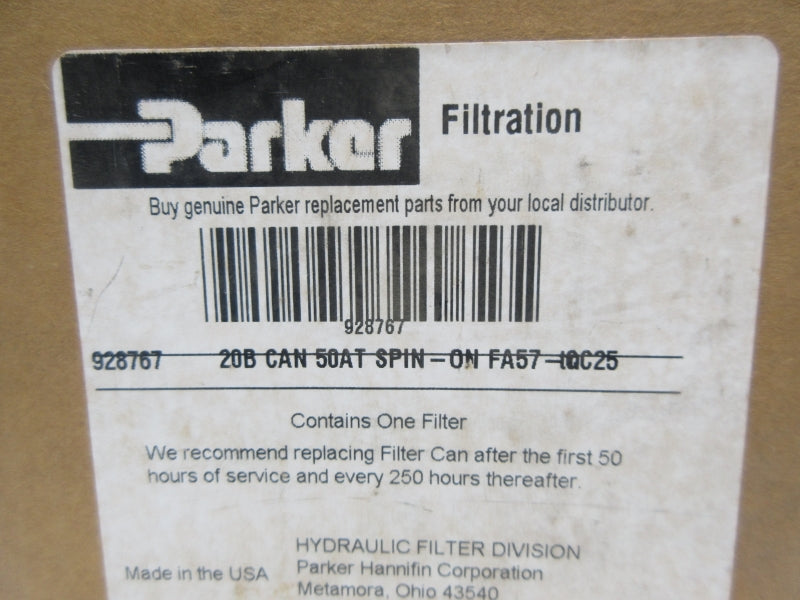 Parker
Filtration
Buy genuine Parker replacement parts from your local distributor.
928767
928767 20B CAN 50AT SPIN-ON FA57
Contains One Filter
We recommend replacing Filter Can after the first 50
hours of service and every 250 hours thereafter.
HYDRAULIC FILTER DIVISION
Made in the USA Parker Hannifin Corporation
Metamora, Ohio 43540